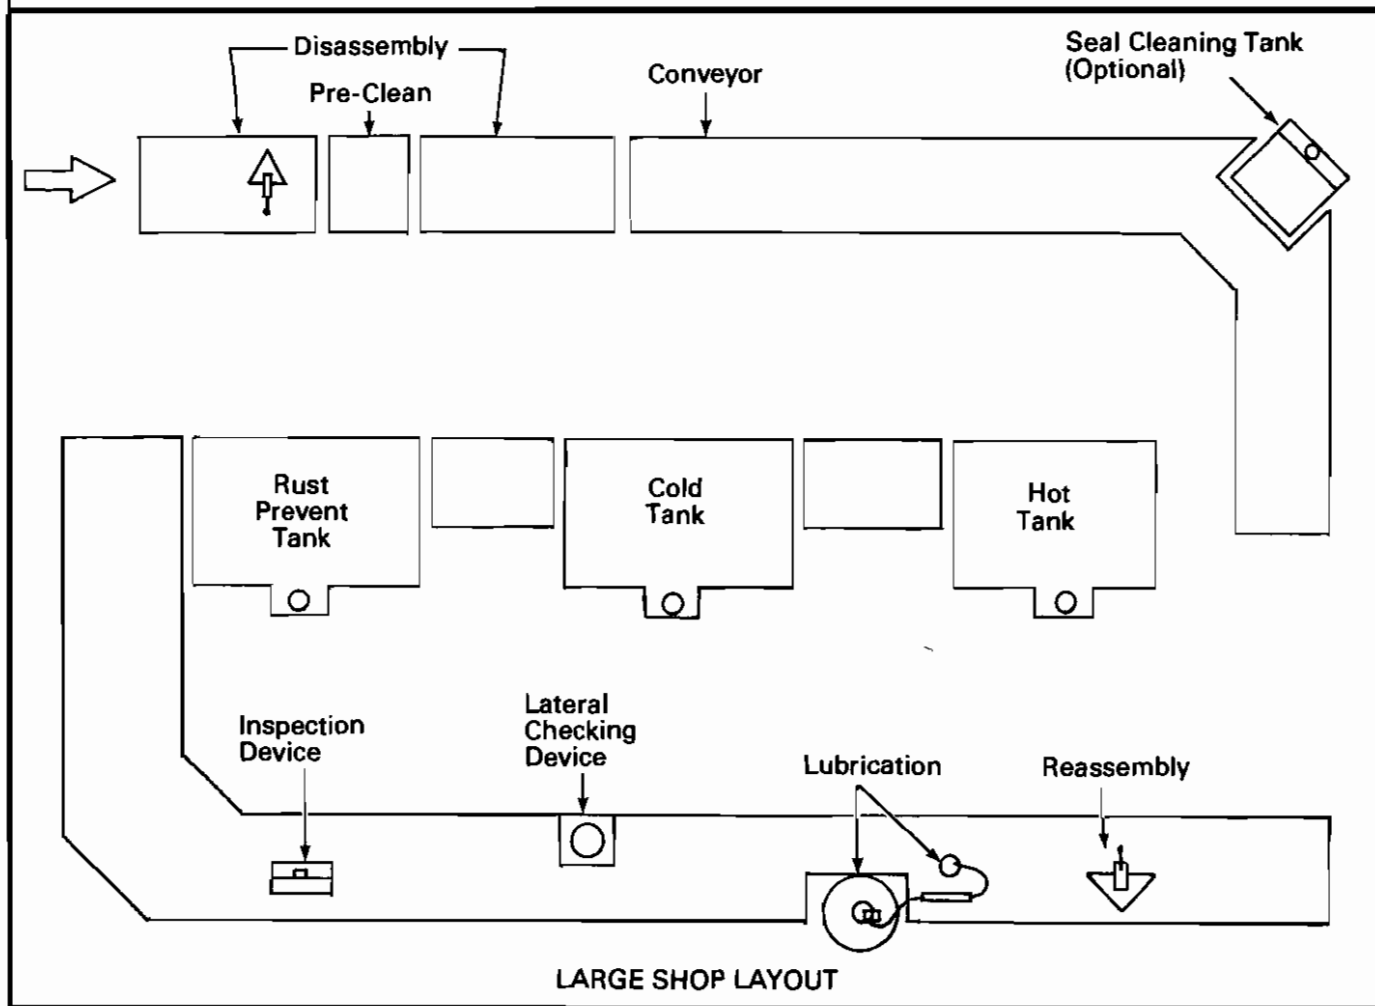 Disassembly
Pre-Clean
Conveyor
Seal Cleaning Tank
(Optional)
Rust
Prevent
Tank
Cold
Tank
Hot
Tank
Inspection
Device
Lateral
Checking
Device
Lubrication
Reassembly
LARGE SHOP LAYOUT